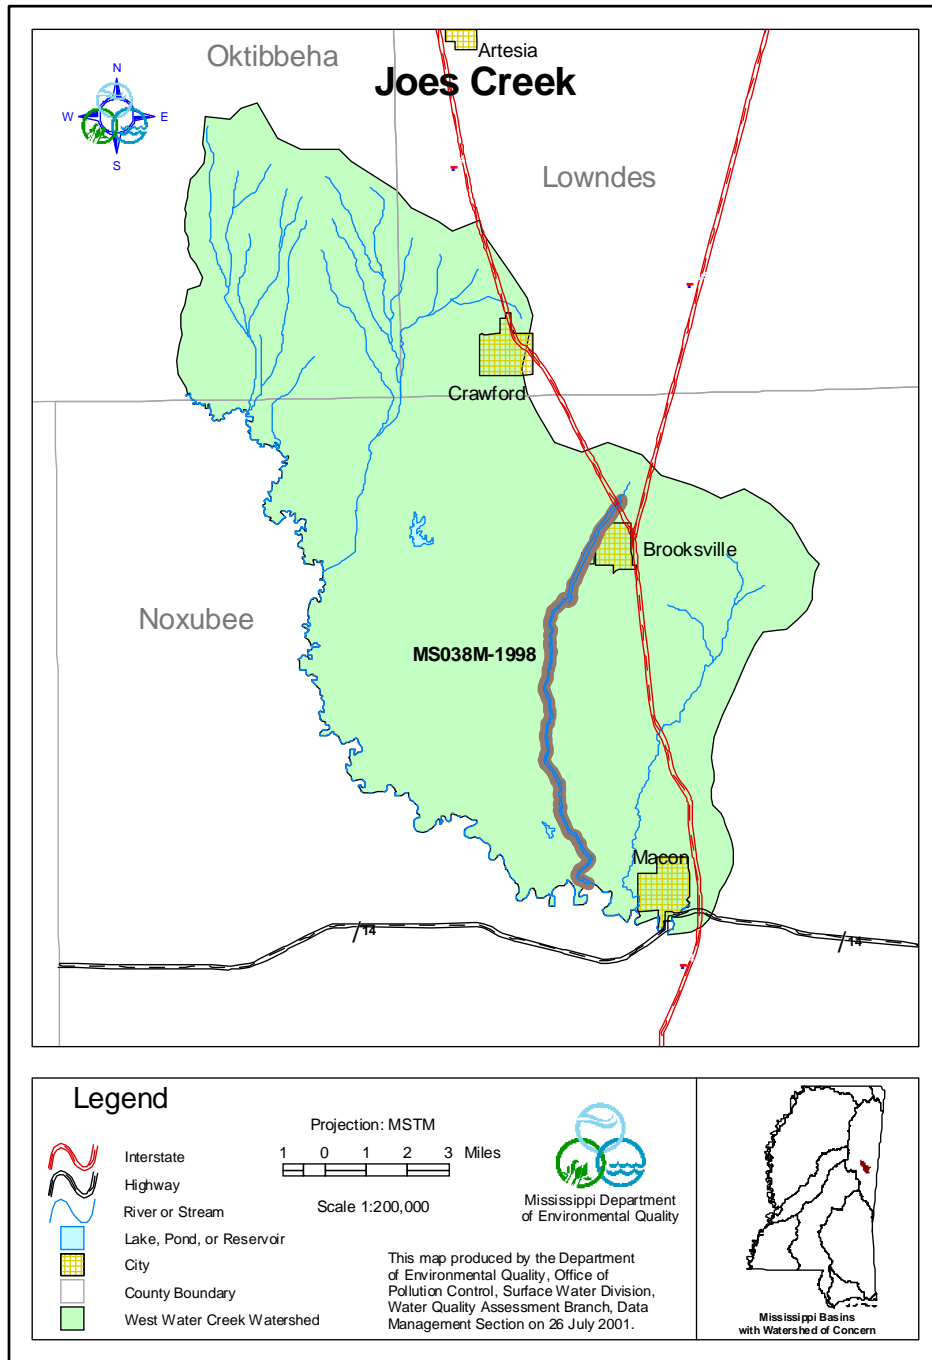 Oktibbeha
Artesia
Joes Creek
N
W
E
S
Lowndes
Crawford
Brooksville
Noxubee
MS038M-1998
Macon
14
14
Legend
Interstate
Highway
River or Stream
Lake, Pond, or Reservoir
City
County Boundary
West Water Creek Watershed
Projection: MSTM
1 0 1 2 3 Miles
Scale 1:200,000
Mississippi Department
of Environmental Quality
This map produced by the Department
of Environmental Quality, Office of
Pollution Control, Surface Water Division,
Water Quality Assessment Branch, Data
Management Section on 26 July 2001.
Mississippi Basins
with Watershed of Concern